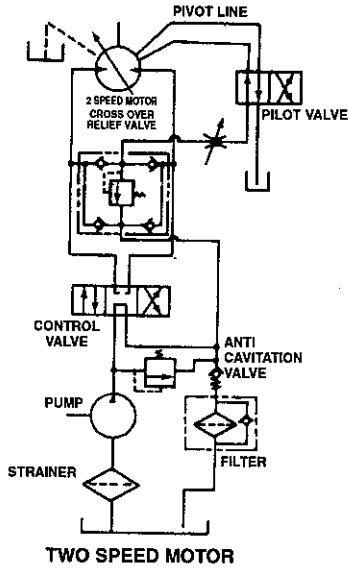 PIVOT LINE
2 SPEED MOTOR
CROSS OVER
RELIEF VALVE
PILOT VALVE
CONTROL
VALVE
ANTI
CAVITATION
VALVE
PUMP
STRAINER
FILTER
TWO SPEED MOTOR